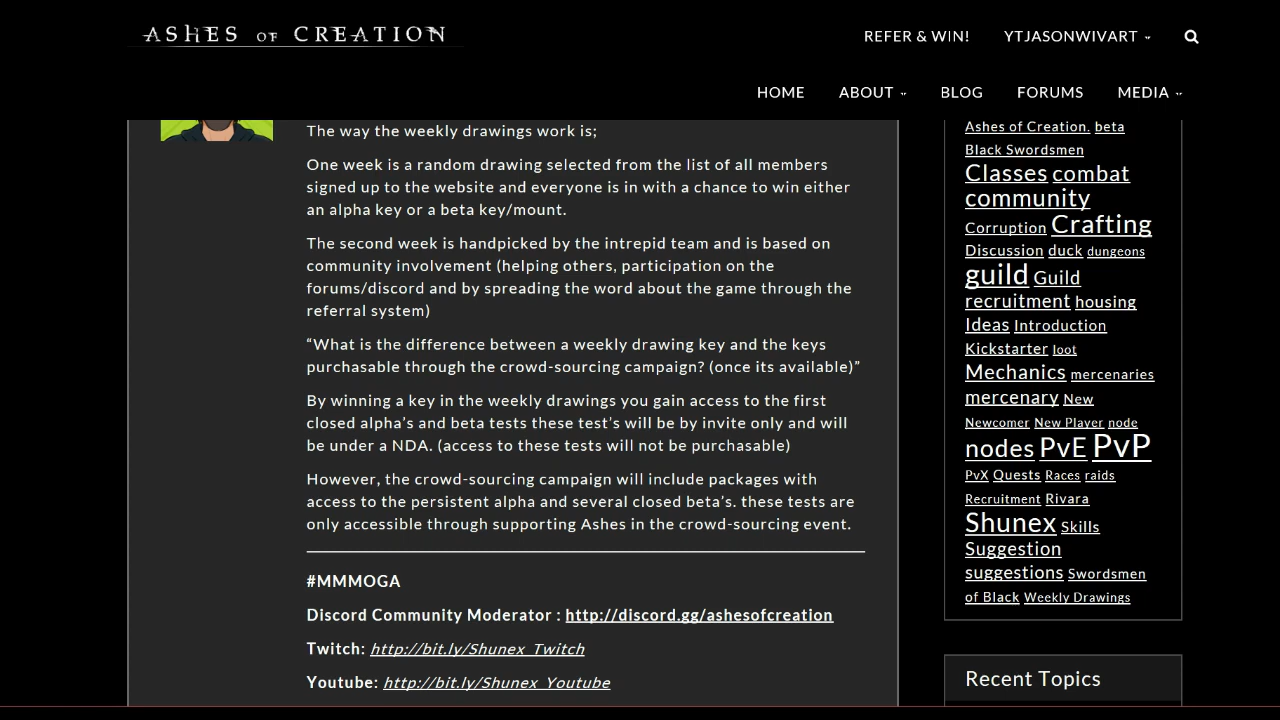 ASHES OF CREATION
REFER & WIN!
YTJASONWIVART
HOME
ABOUT
BLOG
FORUMS
MEDIA
The way the weekly drawings work is;
One week is a random drawing selected from the list of all members
signed up to the website and everyone is in with a chance to win either
an alpha key or a beta key/mount.
The second week is handpicked by the intrepid team and is based on
community involvement (helping others, participation on the
forums/discord and by spreading the word about the game through the
referral system)
“What is the difference between a weekly drawing key and the keys
purchasable through the crowd-sourcing campaign? (once its available)”
By winning a key in the weekly drawings you gain access to the first
closed alpha’s and beta tests these test’s will be by invite only and will
be under a NDA. (access to these tests will not be purchasable)
However, the crowd-sourcing campaign will include packages with
access to the persistent alpha and several closed beta’s. these tests are
only accessible through supporting Ashes in the crowd-sourcing event.
#MMMOGA
Discord Community Moderator : http://discord.gg/ashesofcreation
Twitch: http://bit.ly/Shunex_Twitch
Youtube: http://bit.ly/Shunex_Youtube
Ashes of Creation. beta
Black Swordsmen
Classes combat
community
Corruption Crafting
Discussion duck dungeons
guild Guild
recruitment housing
Ideas Introduction
Kickstarter loot
Mechanics mercenaries
mercenary New
Newcomer New Player node
nodes PvE PvP
PvX Quests Races raids
Recruitment Rivara
Shunex Skills
Suggestion
suggestions Swordsmen
of Black Weekly Drawings
Recent Topics